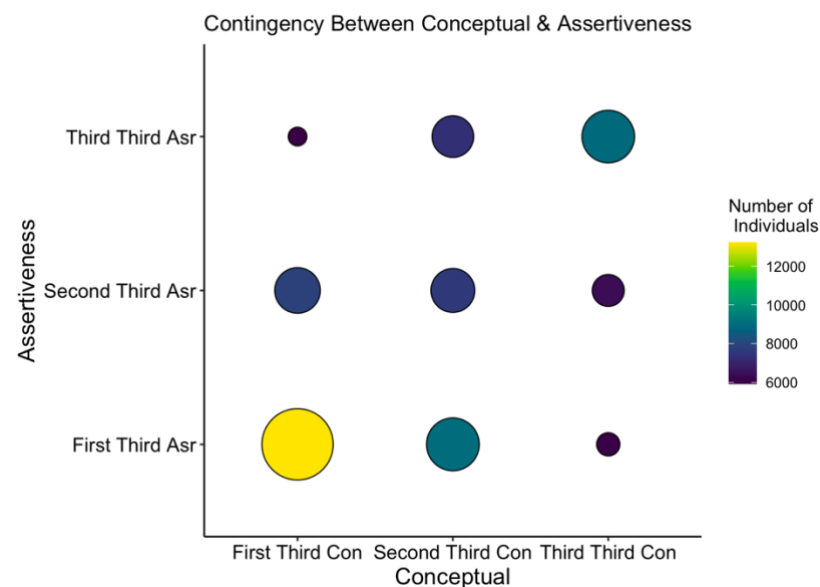 Contingency Between Conceptual & Assertiveness
Assertiveness
Third Third Asr
Second Third Asr
First Third Asr
First Third Con Second Third Con Third Third Con
Conceptual
Number of
Individuals
12000
10000
8000
6000